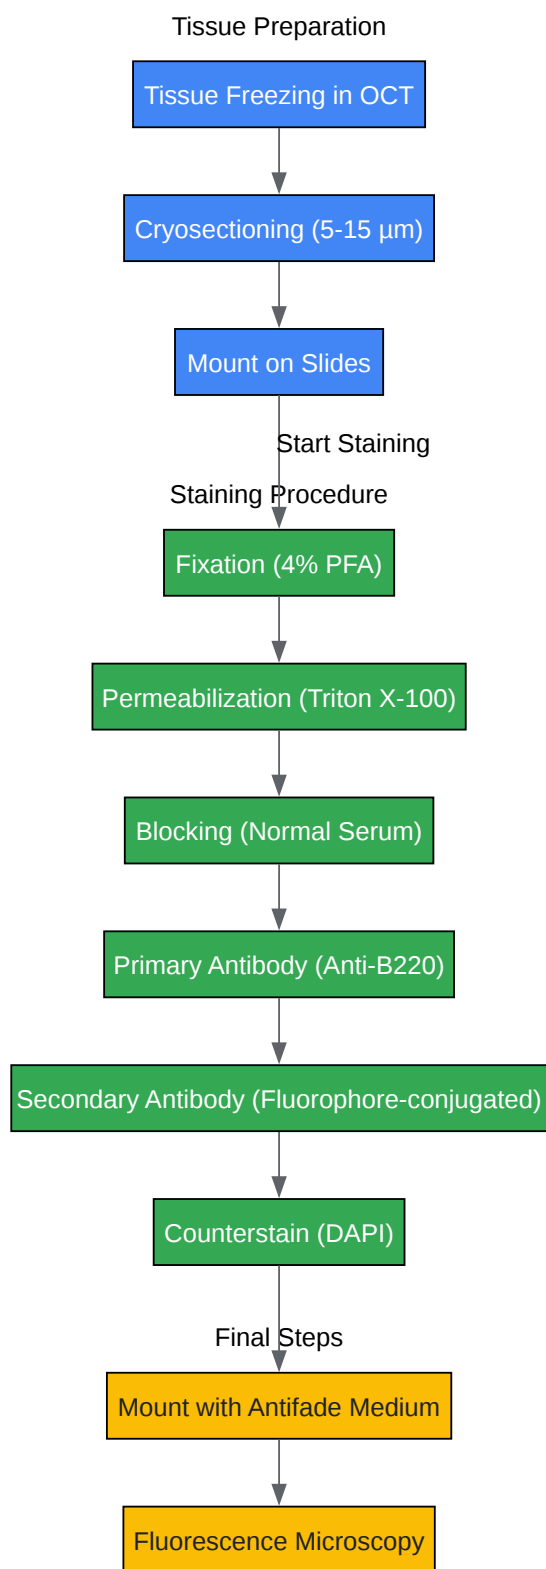 Tissue Preparation
Tissue Freezing in OCT
Cryosectioning (5-15 µm)
Mount on Slides
Start Staining
Staining Procedure
Fixation (4% PFA)
Permeabilization (Triton X-100)
Blocking (Normal Serum)
Primary Antibody (Anti-B220)
Secondary Antibody (Fluorophore-conjugated)
Counterstain (DAPI)
Final Steps
Mount with Antifade Medium
Fluorescence Microscopy